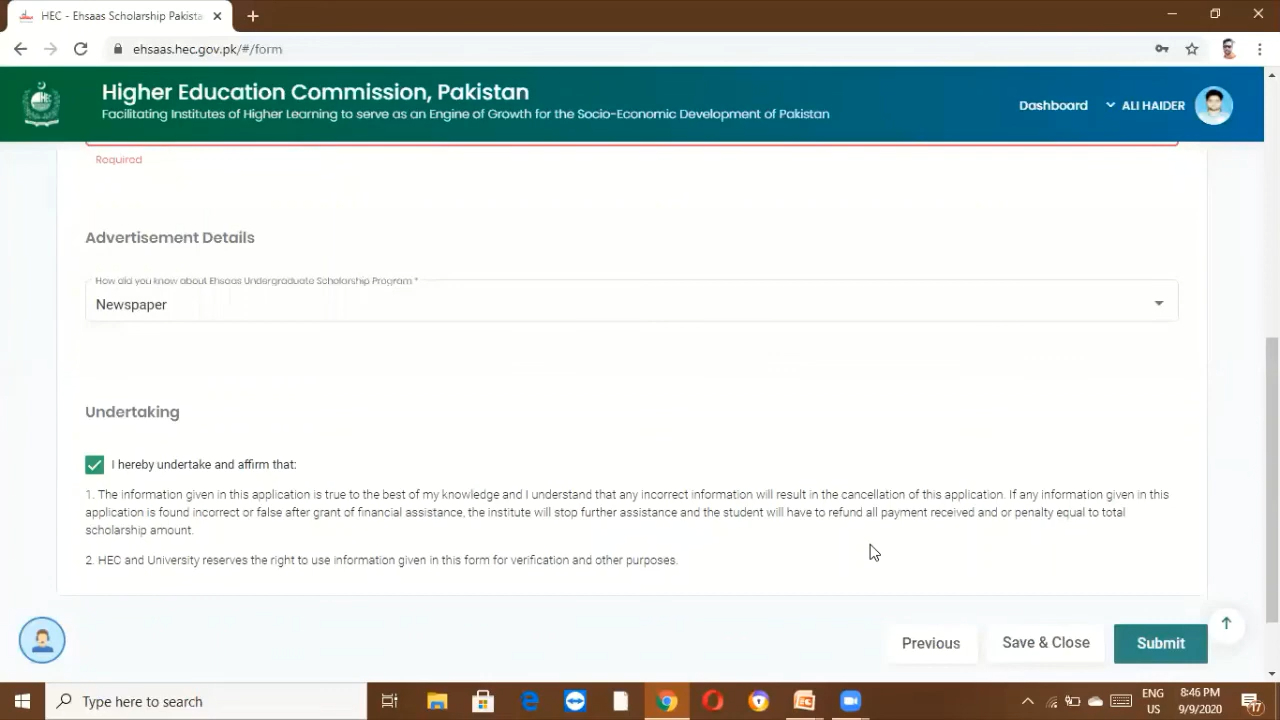 HEC - Ehsaas Scholarship Pakista
ehsaas.hec.gov.pk/#/form
Higher Education Commission, Pakistan
Facilitating Institutes of Higher Learning to serve as an Engine of Growth for the Socio-Economic Development of Pakistan
Dashboard
ALI HAIDER
Required
Advertisement Details
How did you know about Ehsaas Undergraduate Scholarship Program *
Newspaper
Undertaking
I hereby undertake and affirm that:
1. The information given in this application is true to the best of my knowledge and I understand that any incorrect information will result in the cancellation of this application. If any information given in this
application is found incorrect or false after grant of financial assistance, the institute will stop further assistance and the student will have to refund all payment received and or penalty equal to total
scholarship amount.
2. HEC and University reserves the right to use information given in this form for verification and other purposes.
Previous
Save & Close
Submit
Type here to search
ENG
US
8:46 PM
9/9/2020
17